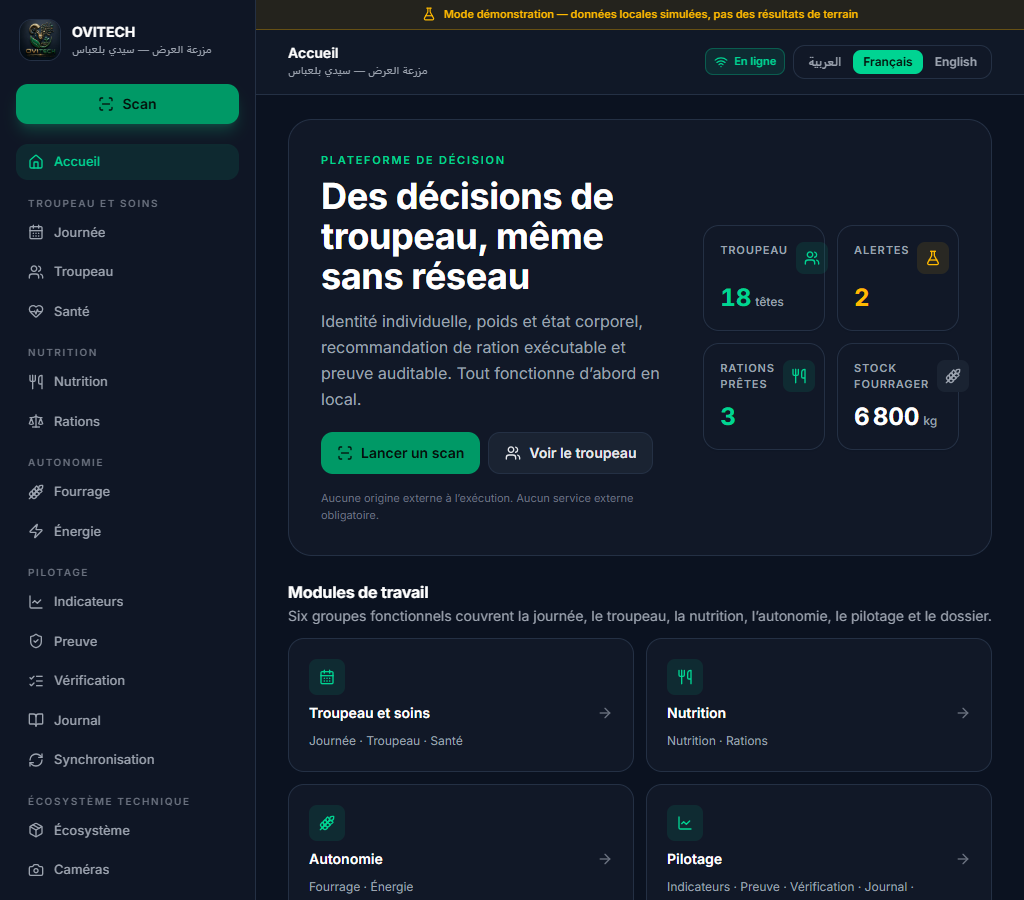 OVITECH
مزرعة العرض — سيدي بلعباس
Scan
Accueil
TROUPEAU ET SOINS
Journée
Troupeau
Santé
NUTRITION
Nutrition
Rations
AUTONOMIE
Fourrage
Énergie
PILOTAGE
Indicateurs
Preuve
Vérification
Journal
Synchronisation
ÉCOSYSTÈME TECHNIQUE
Écosystème
Caméras
Mode démonstration — données locales simulées, pas des résultats de terrain
Accueil
مزرعة العرض — سيدي بلعباس
En ligne
العربية
Français
English
PLATEFORME DE DÉCISION
Des décisions de
troupeau, même
sans réseau
Identité individuelle, poids et état corporel,
recommandation de ration exécutable et
preuve auditable. Tout fonctionne d’abord en
local.
Lancer un scan
Voir le troupeau
Aucune origine externe à l’exécution. Aucun service externe
obligatoire.
TROUPEAU
18 têtes
ALERTES
2
RATIONS
PRÊTES
3
STOCK
FOURRAGER
6 800 kg
Modules de travail
Six groupes fonctionnels couvrent la journée, le troupeau, la nutrition, l’autonomie, le pilotage et le dossier.
Troupeau et soins
Journée · Troupeau · Santé
Nutrition
Nutrition · Rations
Autonomie
Fourrage · Énergie
Pilotage
Indicateurs · Preuve · Vérification · Journal ·